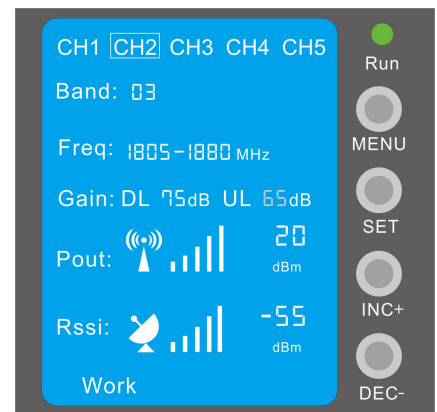 CH1 CH2 CH3 CH4 CH5
Run
Band: 03
MENU
Freq: 1805-1880 MHz
Gain: DL 75dB UL 65dB
SET
Pout: 20
dBm
INC+
Rssi: -55
dBm
Work
DEC-